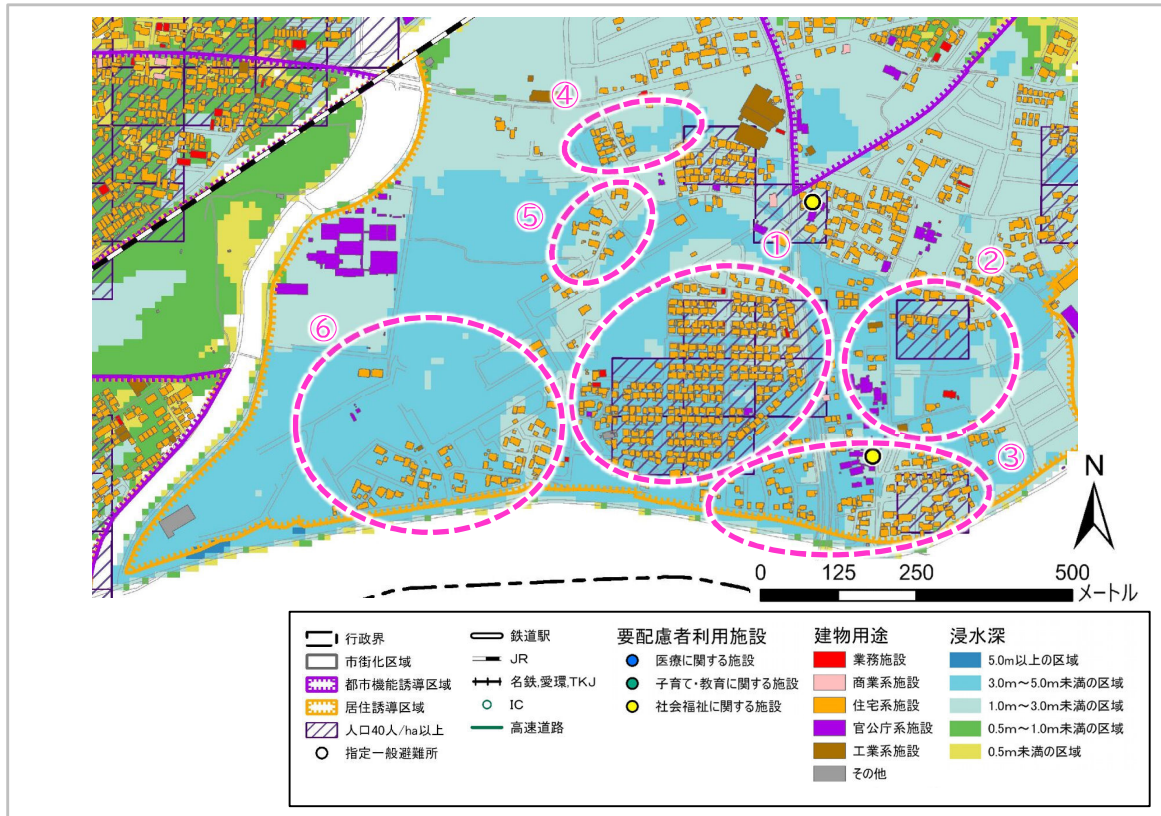 ④
⑤
①
②
⑥
③
N
0 125 250 500
メートル
行政界
市街化区域
都市機能誘導区域
居住誘導区域
人口40人/ha以上
指定一般避難所
鉄道駅
JR
名鉄,愛環,TKJ
IC
高速道路
要配慮者利用施設
医療に関する施設
子育て・教育に関する施設
社会福祉に関する施設
建物用途
業務施設
商業系施設
住宅系施設
官公庁系施設
工業系施設
その他
浸水深
5.0m以上の区域
3.0m～5.0m未満の区域
1.0m～3.0m未満の区域
0.5m～1.0m未満の区域
0.5m未満の区域